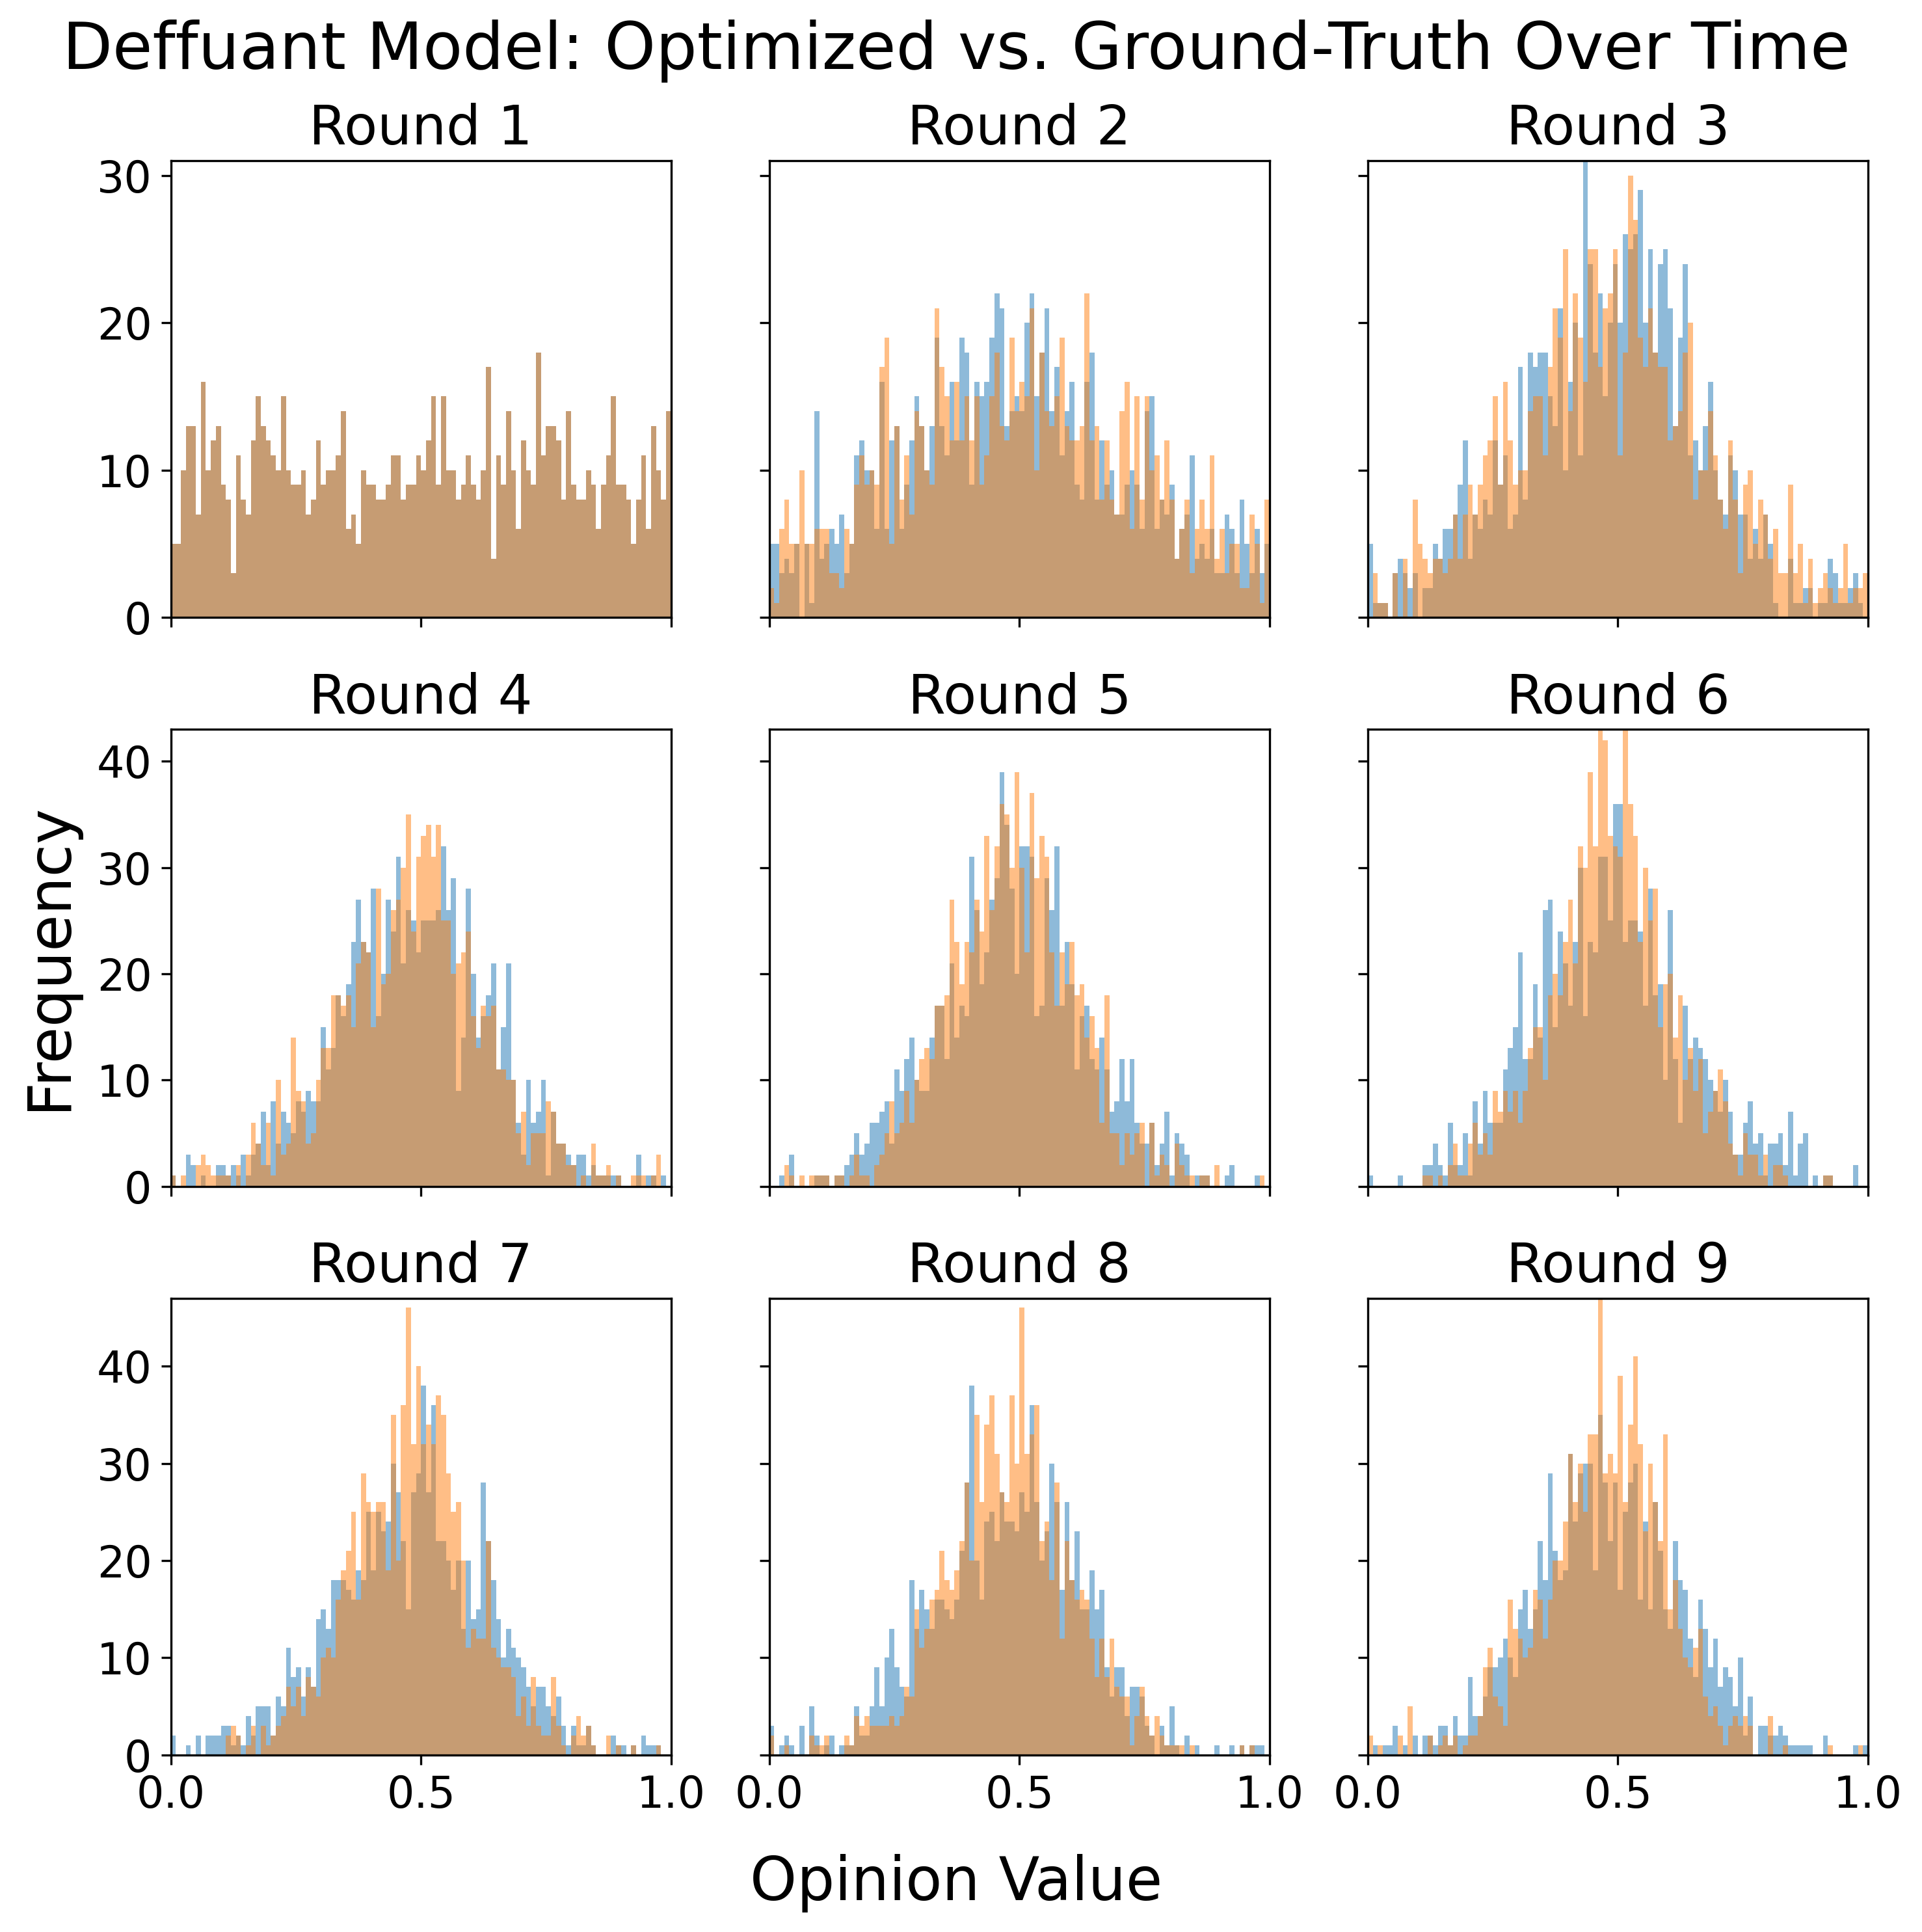 Deffuant Model: Optimized vs. Ground-Truth Over Time
Round 1 Round 2 Round 3
30
20
10
0
Round 4 Round 5 Round 6
40
30
20
10
0
Frequency
Round 7 Round 8 Round 9
40
30
20
10
0
0.0 0.5 1.0 0.0 0.5 1.0 0.0 0.5 1.0
Opinion Value